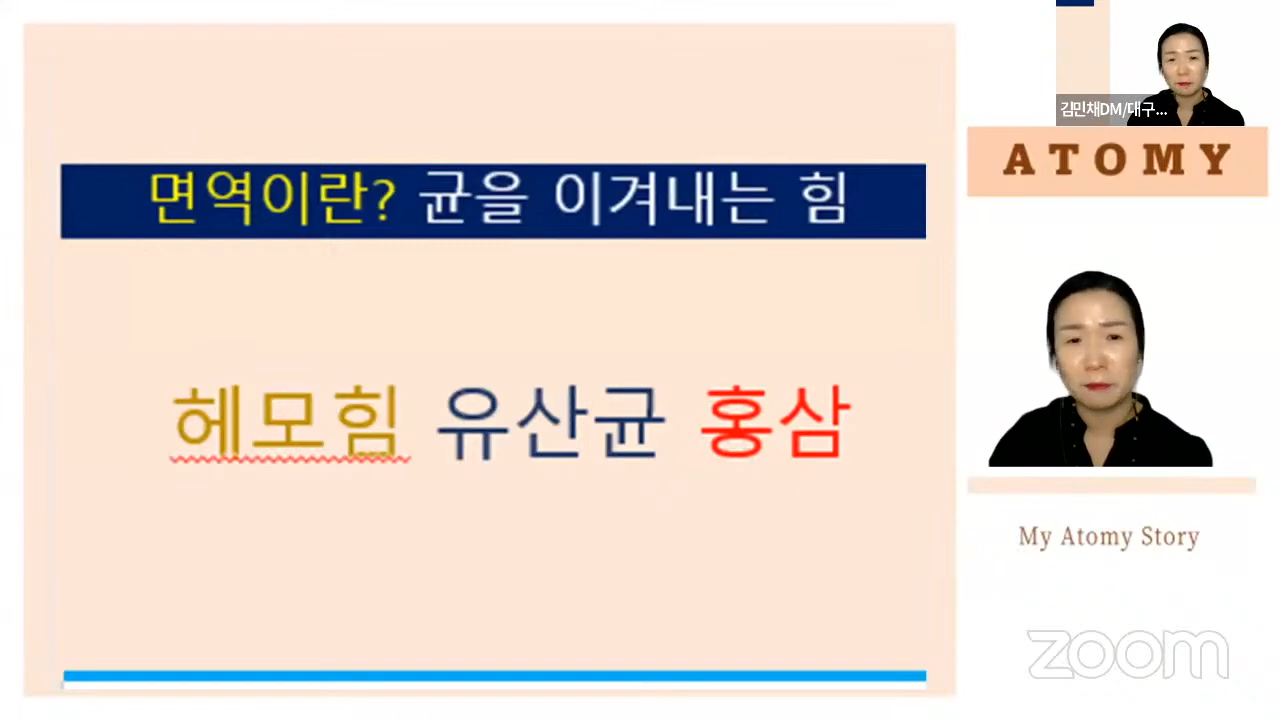 면역이란? 균을 이겨내는 힘
헤모힘 유산균 홍삼
김민채DM/대구...
ATOMY
My Atomy Story
zoom